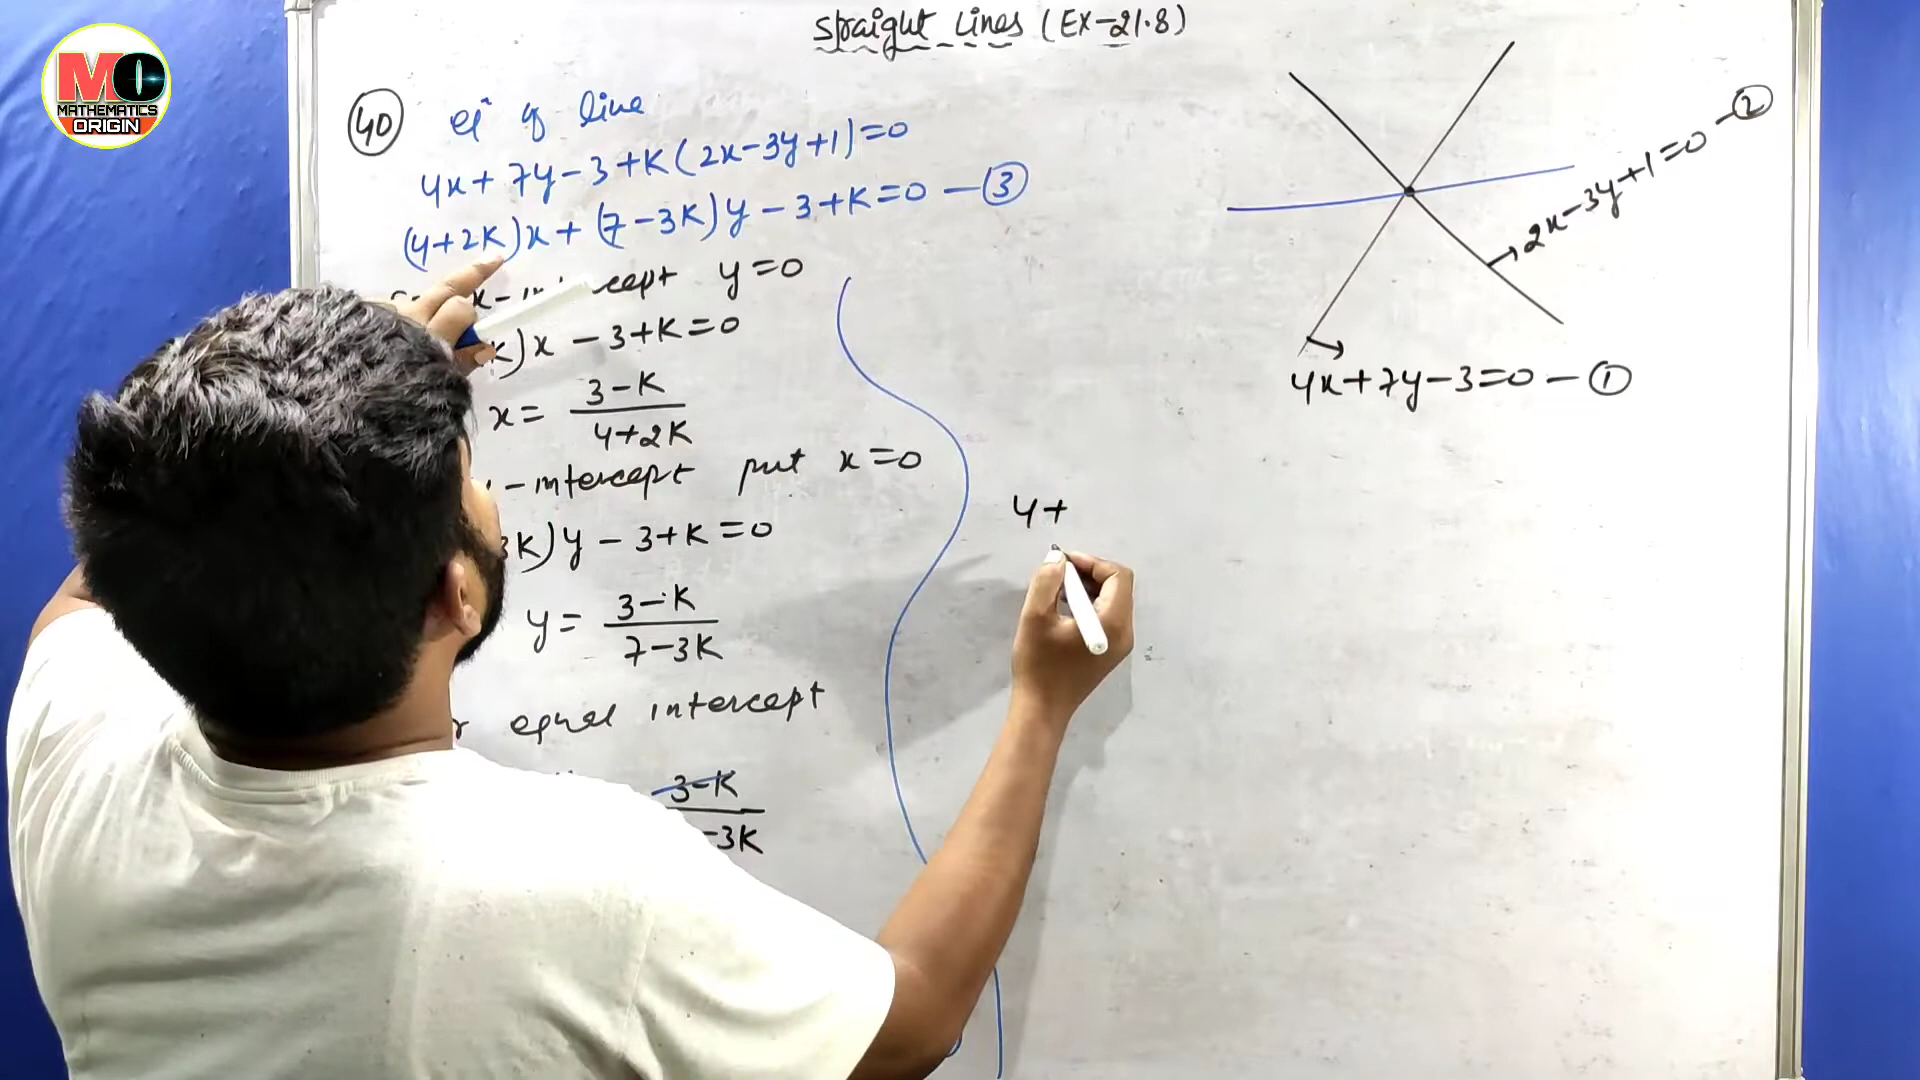 MO
MATHEMATICS
ORIGIN
Straight Lines (EX-21.8)
40
of line
4x + 7y - 3 + K(2x - 3y + 1) = 0
(4 + 2K)x + (7 - 3K)y - 3 + K = 0 - 3
y = 0
K)x - 3 + K = 0
x = 3 - K / 4 + 2K
- intercept put x = 0
3K)y - 3 + K = 0
y = 3 - K / 7 - 3K
equal intercept
3 - K
- 3K
2x - 3y + 1 = 0 - 2
4x + 7y - 3 = 0 - 1
4 +